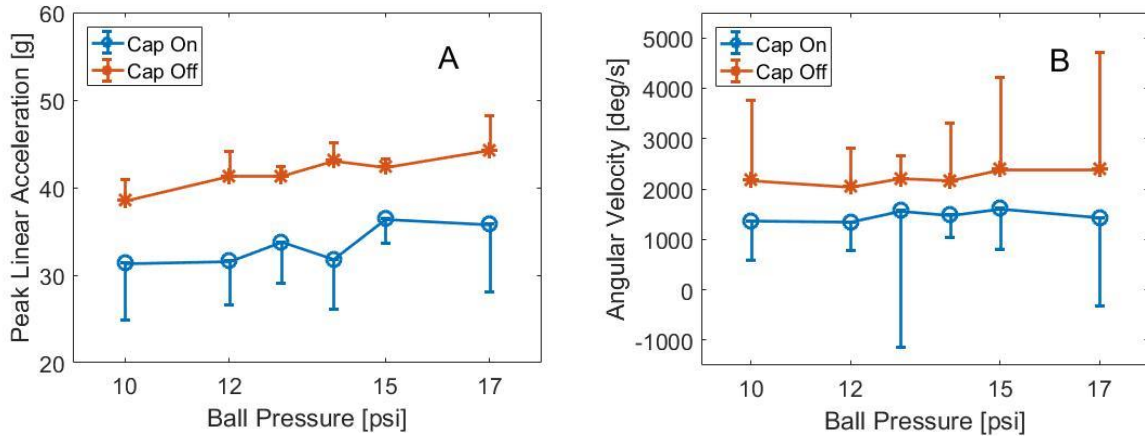 Peak Linear Acceleration [g]
60
50
40
30
20
Cap On
Cap Off
A
10
12
15
17
Ball Pressure [psi]
Angular Velocity [deg/s]
5000
4000
3000
2000
1000
0
-1000
Cap On
Cap Off
B
10
12
15
17
Ball Pressure [psi]